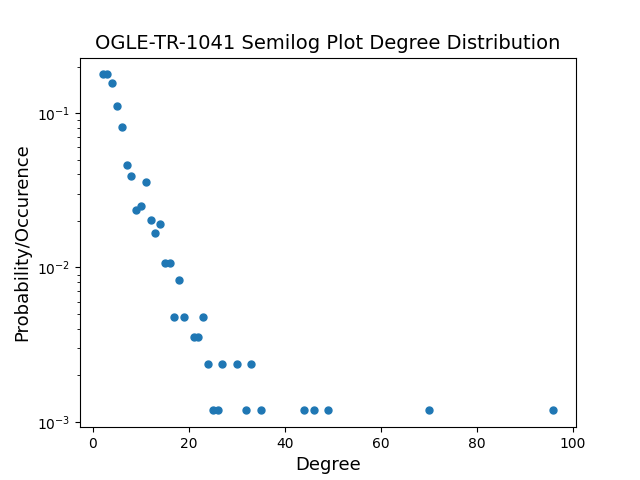 OGLE-TR-1041 Semilog Plot Degree Distribution
Probability/Occurence
10⁻¹
10⁻²
10⁻³
0 20 40 60 80 100
Degree